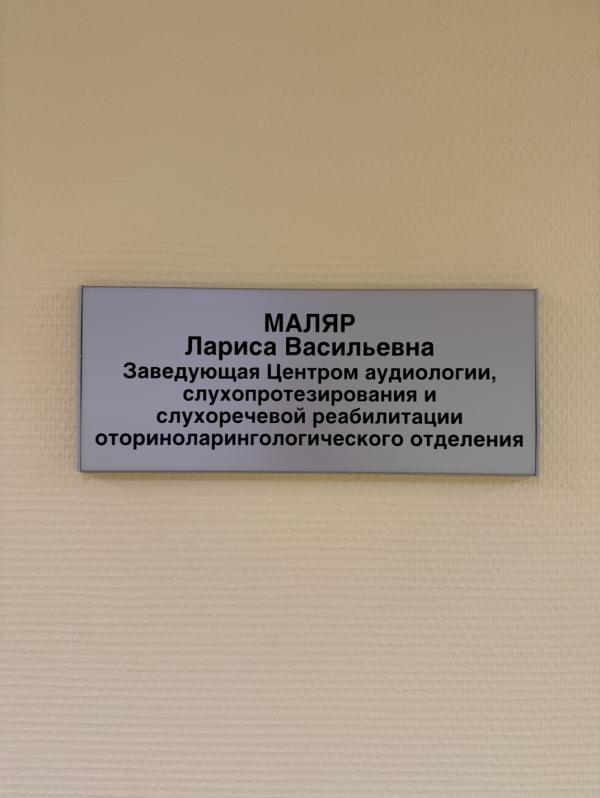 МАЛЯР
Лариса Васильевна
Заведующая Центром аудиологии,
слухопротезирования и
слухоречевой реабилитации
оториноларингологического отделения